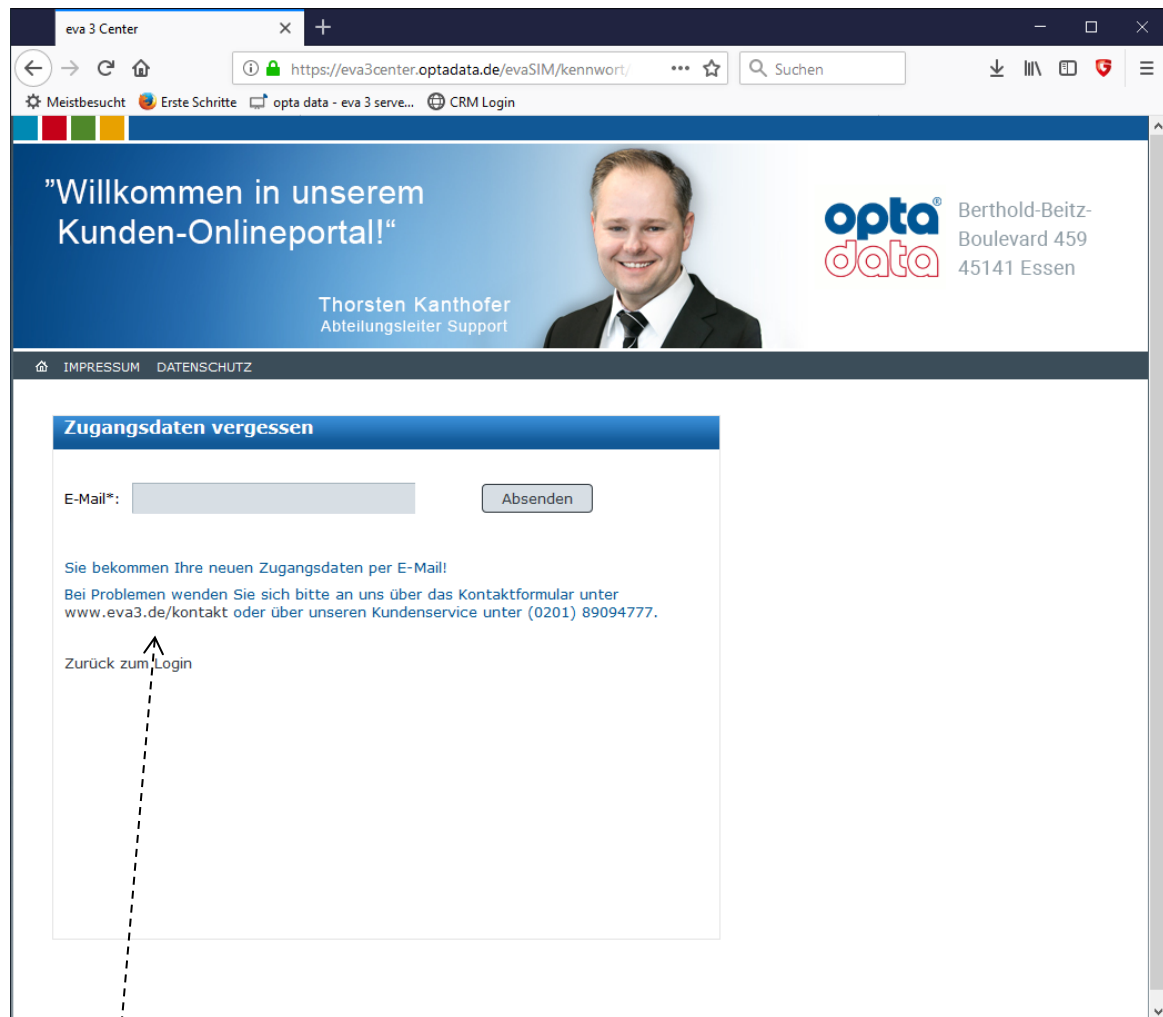 eva 3 Center
https://eva3center.optadata.de/evaSIM/kennwort/
Suchen
Meistbesucht Erste Schritte opta data - eva 3 serve... CRM Login
"Willkommen in unserem
Kunden-Onlineportal!“
Thorsten Kanthofer
Abteilungsleiter Support
opta®
data
Berthold-Beitz-
Boulevard 459
45141 Essen
IMPRESSUM DATENSCHUTZ
Zugangsdaten vergessen
E-Mail*:
Absenden
Sie bekommen Ihre neuen Zugangsdaten per E-Mail!
Bei Problemen wenden Sie sich bitte an uns über das Kontaktformular unter
www.eva3.de/kontakt oder über unseren Kundenservice unter (0201) 89094777.
Zurück zum Login